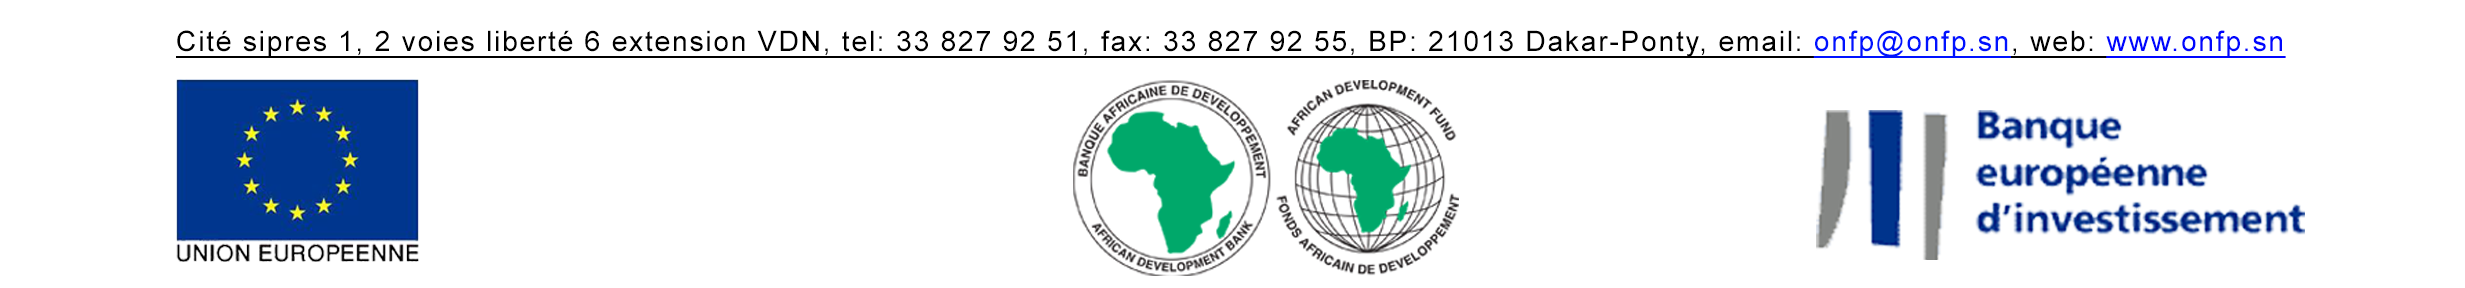 Cité sipres 1, 2 voies liberté 6 extension VDN, tel: 33 827 92 51, fax: 33 827 92 55, BP: 21013 Dakar-Ponty, email: onfp@onfp.sn, web: www.onfp.sn
UNION EUROPEENNE
BANQUE AFRICAINE DE DEVELOPPEMENT
AFRICAN DEVELOPMENT BANK
AFRICAN DEVELOPMENT FUND
FONDS AFRICAIN DE DEVELOPPEMENT
Banque
européenne
d'investissement